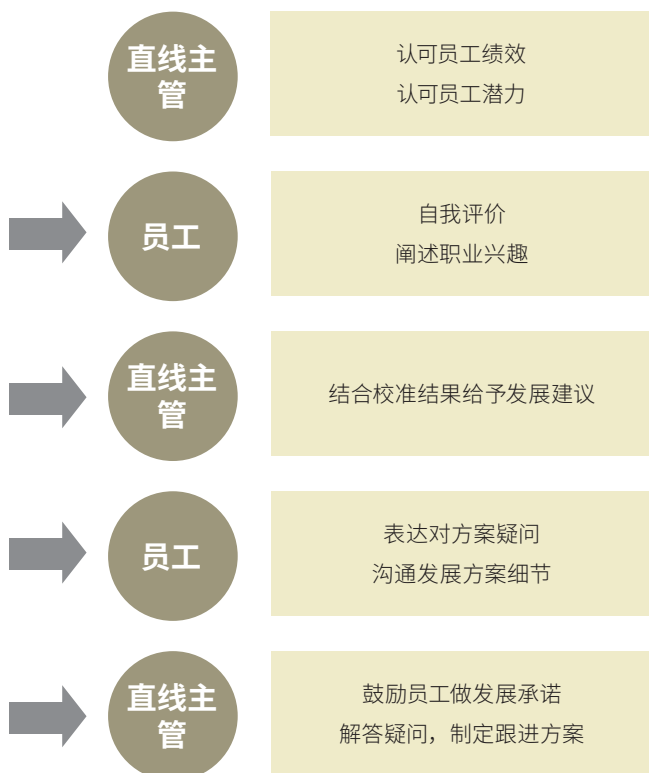 直线主
管
认可员工绩效
认可员工潜力
员工
自我评价
阐述职业兴趣
直线主
管
结合校准结果给予发展建议
员工
表达对方案疑问
沟通发展方案细节
直线主
管
鼓励员工做发展承诺
解答疑问，制定跟进方案